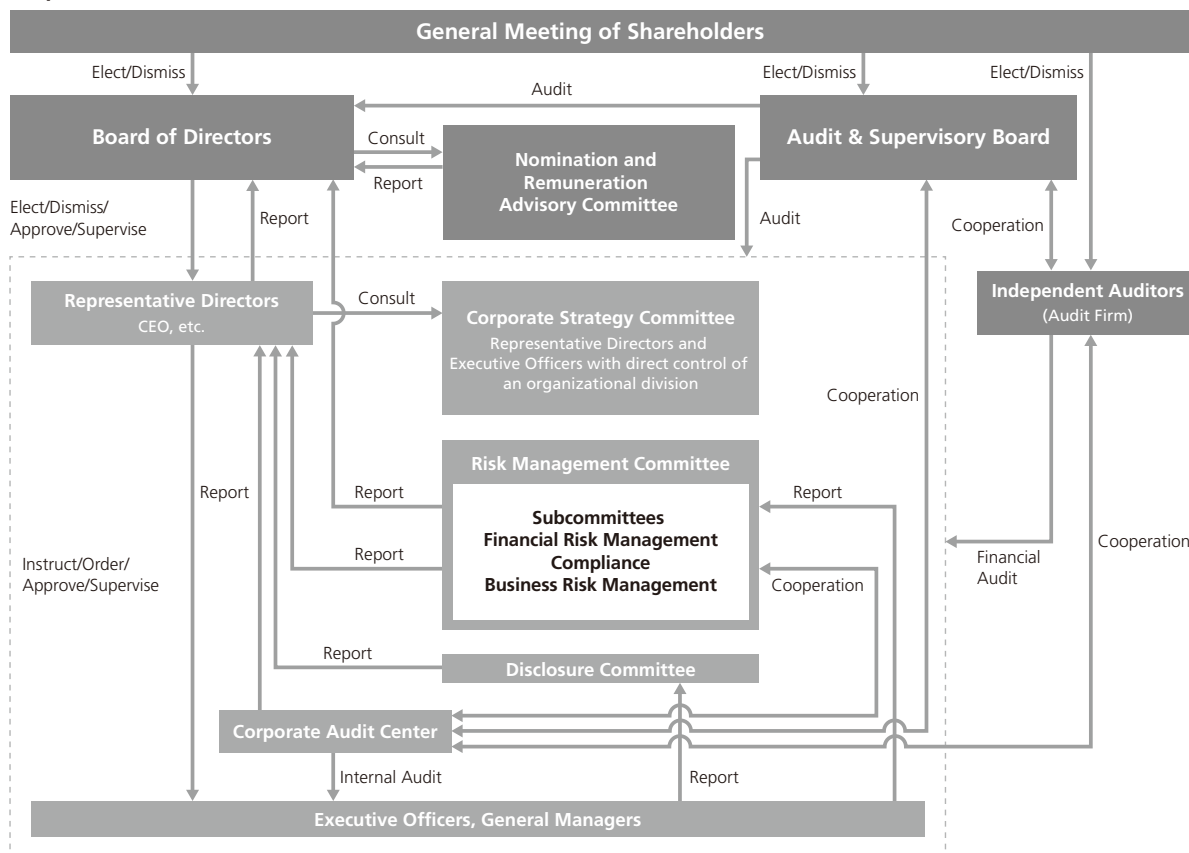 General Meeting of Shareholders
Elect/Dismiss
Elect/Dismiss
Elect/Dismiss
Audit
Board of Directors
Audit & Supervisory Board
Consult
Report
Nomination and
Remuneration
Advisory Committee
Elect/Dismiss/
Approve/Supervise
Report
Audit
Cooperation
Representative Directors
CEO, etc.
Consult
Corporate Strategy Committee
Representative Directors and
Executive Officers with direct control of
an organizational division
Independent Auditors
(Audit Firm)
Cooperation
Risk Management Committee
Report
Report
Report
Subcommittees
Financial Risk Management
Compliance
Business Risk Management
Instruct/Order/
Approve/Supervise
Report
Cooperation
Financial
Audit
Cooperation
Report
Disclosure Committee
Corporate Audit Center
Internal Audit
Report
Executive Officers, General Managers